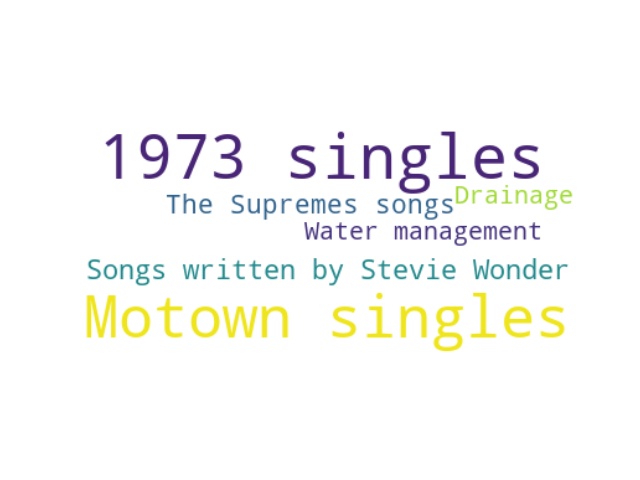 1973 singles
The Supremes songs
Drainage
Water management
Songs written by Stevie Wonder
Motown singles